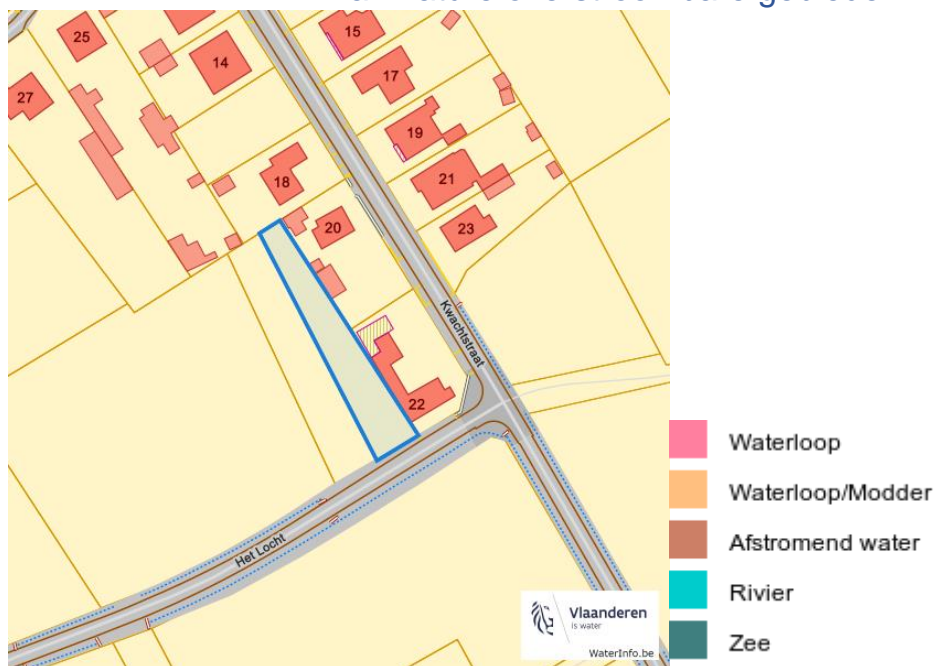 25
15
14
17
27
19
18
21
20
23
Kwachtstraat
22
Het Locht
Vlaanderen
is water
WaterInfo.be
Waterloop
Waterloop/Modder
Afstromend water
Rivier
Zee